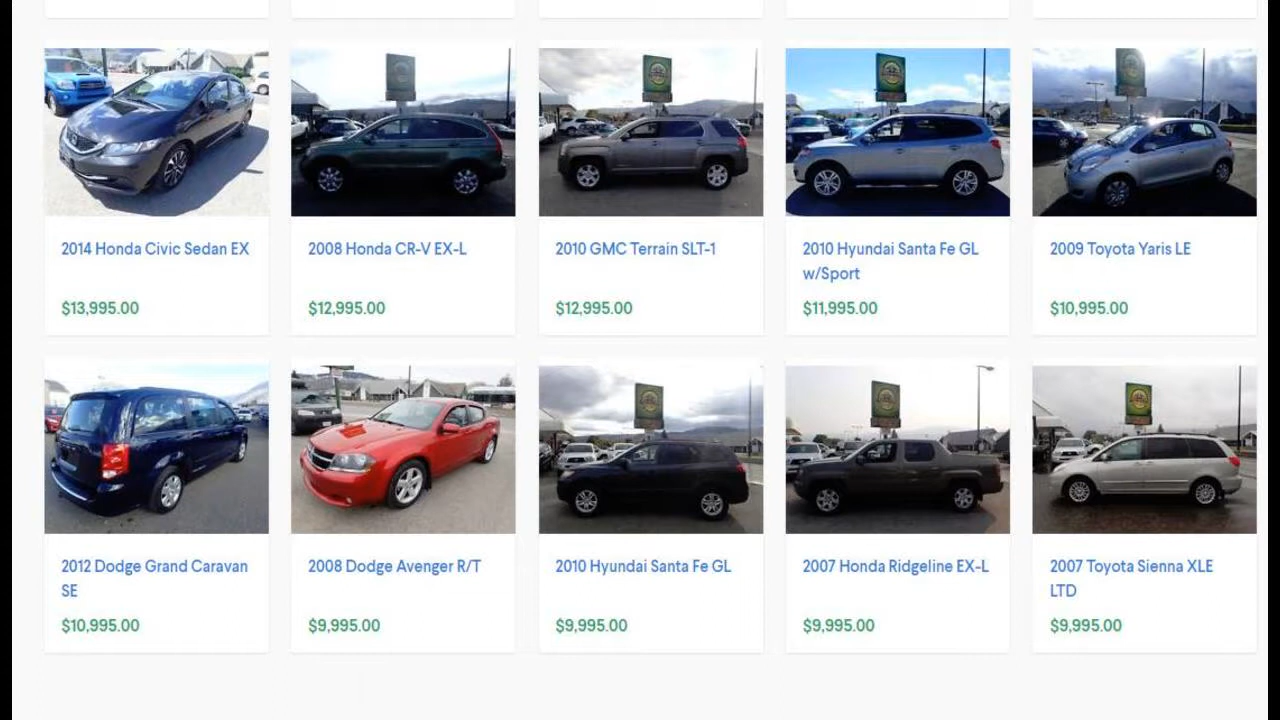 2014 Honda Civic Sedan EX
$13,995.00
2008 Honda CR-V EX-L
$12,995.00
2010 GMC Terrain SLT-1
$12,995.00
2010 Hyundai Santa Fe GL
w/Sport
$11,995.00
2009 Toyota Yaris LE
$10,995.00
2012 Dodge Grand Caravan
SE
$10,995.00
2008 Dodge Avenger R/T
$9,995.00
2010 Hyundai Santa Fe GL
$9,995.00
2007 Honda Ridgeline EX-L
$9,995.00
2007 Toyota Sienna XLE
LTD
$9,995.00